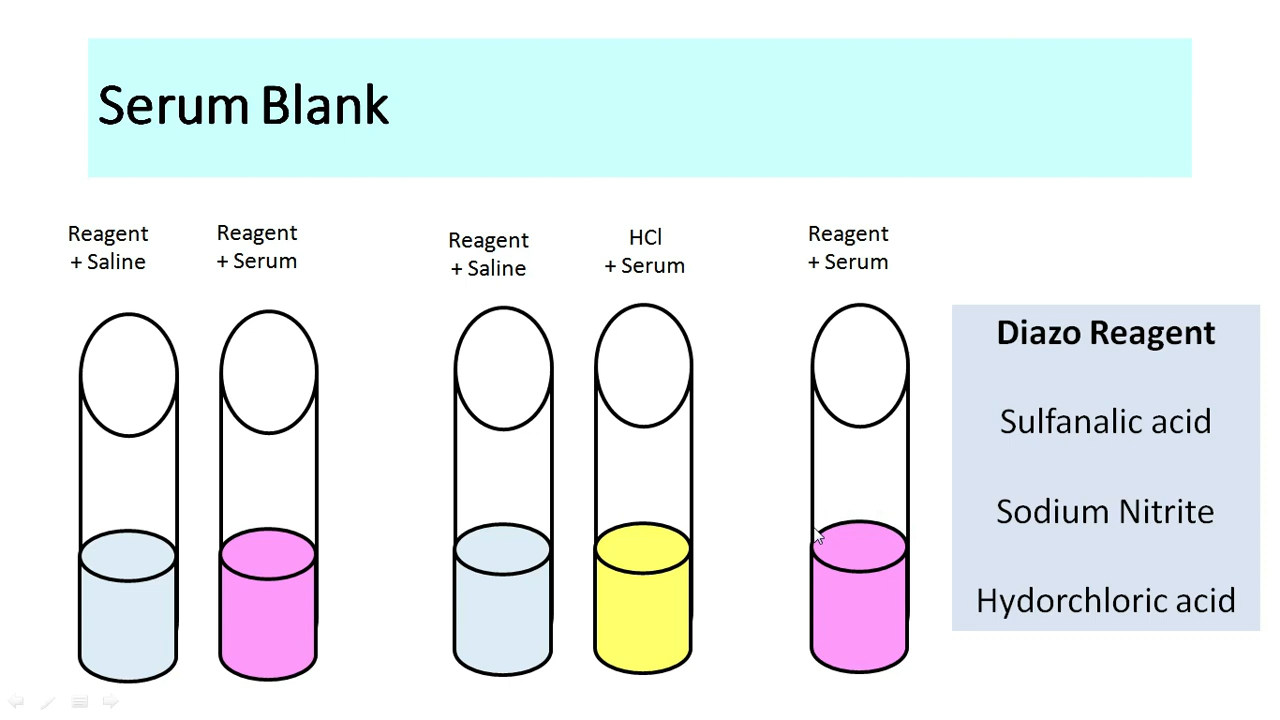 Serum Blank
Reagent
+ Saline
Reagent
+ Serum
Reagent
+ Saline
HCl
+ Serum
Reagent
+ Serum
Diazo Reagent
Sulfanalic acid
Sodium Nitrite
Hydorchloric acid